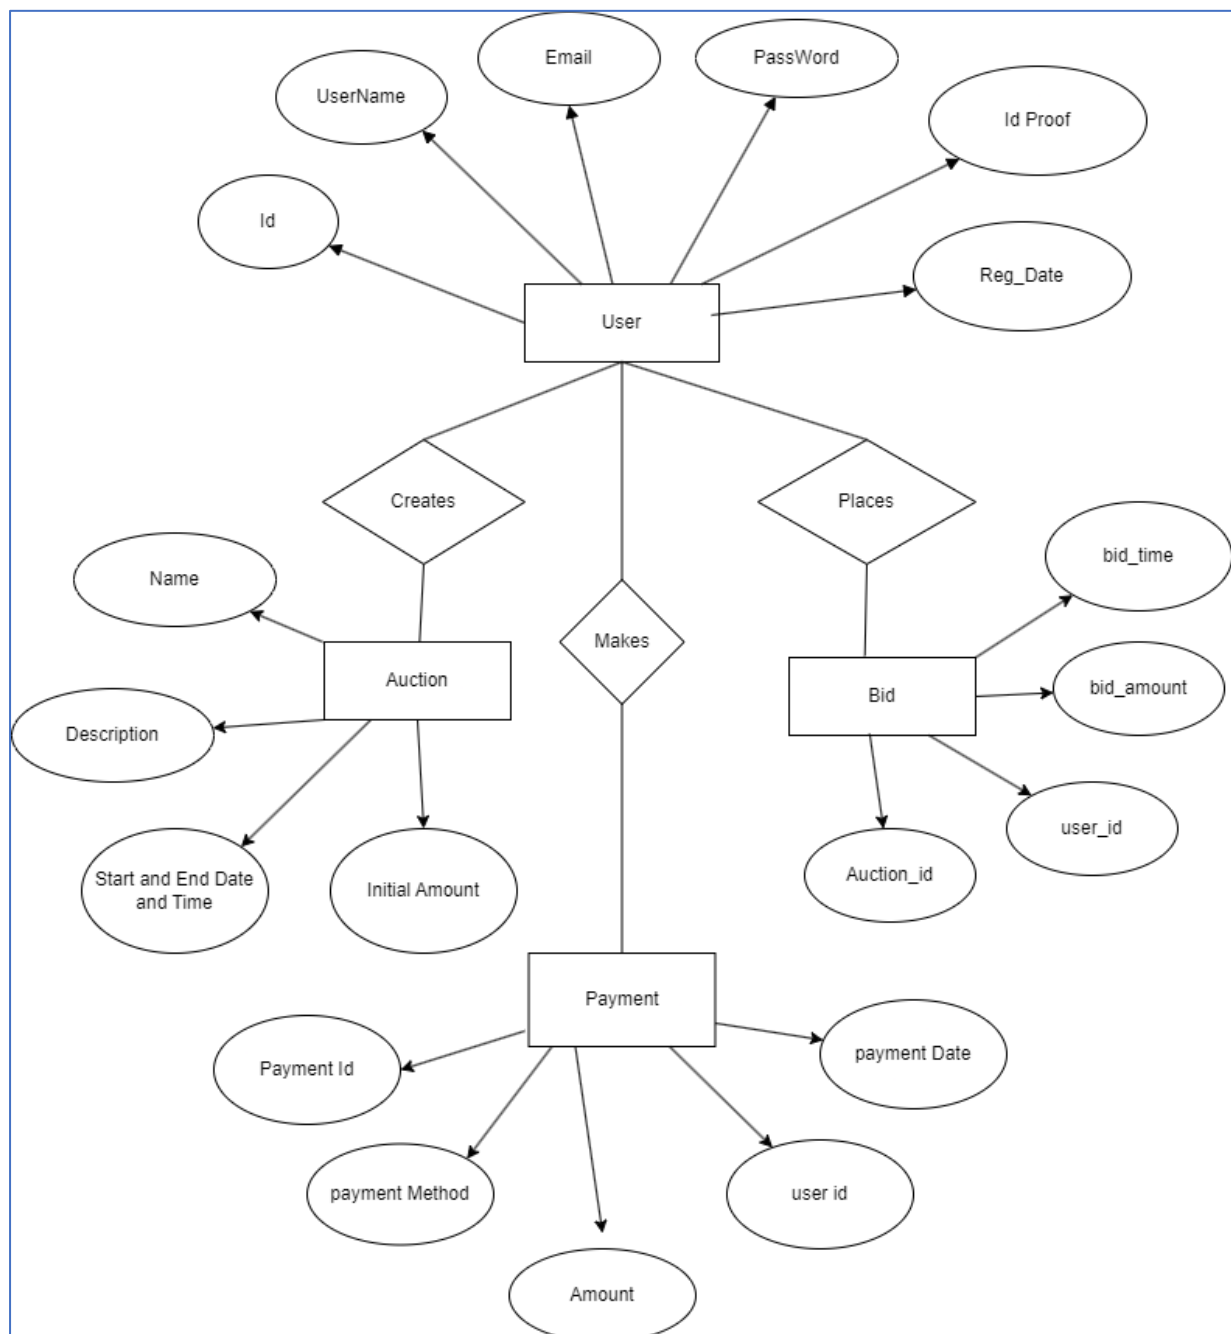 Email
PassWord
UserName
Id Proof
Id
Reg_Date
User
Creates
Places
bid_time
Name
Makes
Auction
bid_amount
Bid
Description
user_id
Auction_id
Start and End Date
and Time
Initial Amount
Payment
payment Date
Payment Id
payment Method
user id
Amount